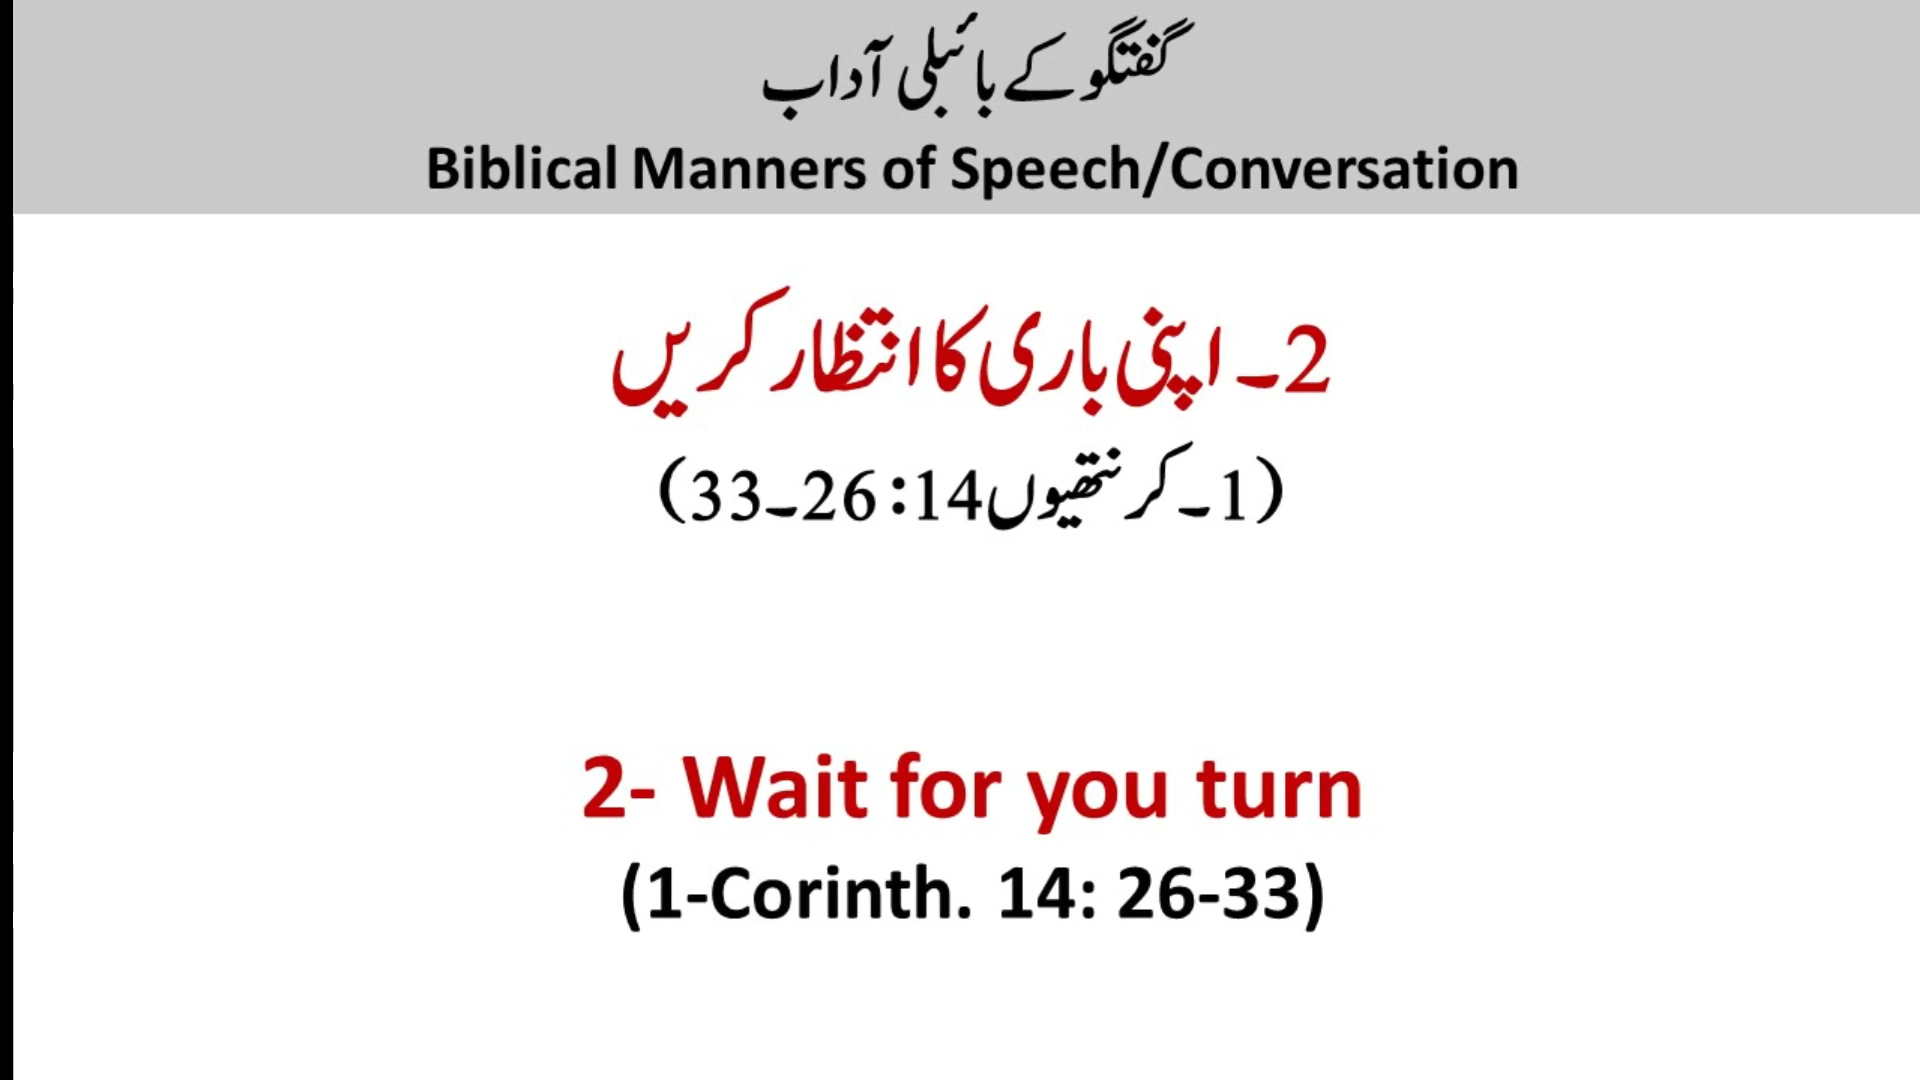 گفتگو کے بائبلی آداب
Biblical Manners of Speech/Conversation
2۔ اپنی باری کا انتظار کریں
(1۔کرنتھیوں14: 26۔33)
2- Wait for you turn
(1-Corinth. 14: 26-33)